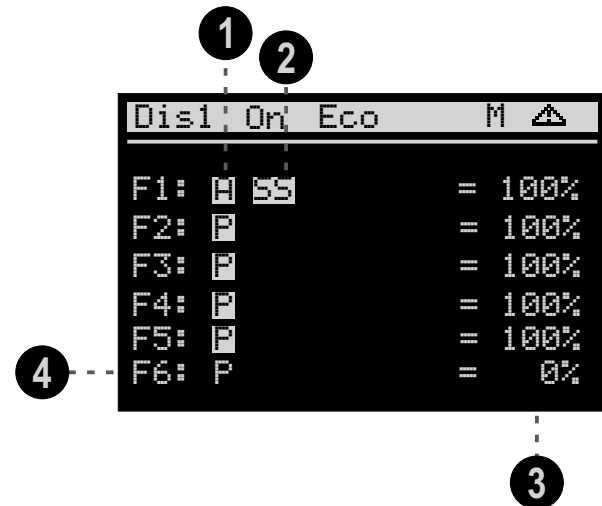 1
2
Dis1 On Eco M
F1: A SS = 100%
F2: P = 100%
F3: P = 100%
F4: P = 100%
F5: P = 100%
4
F6: P = 0%
3